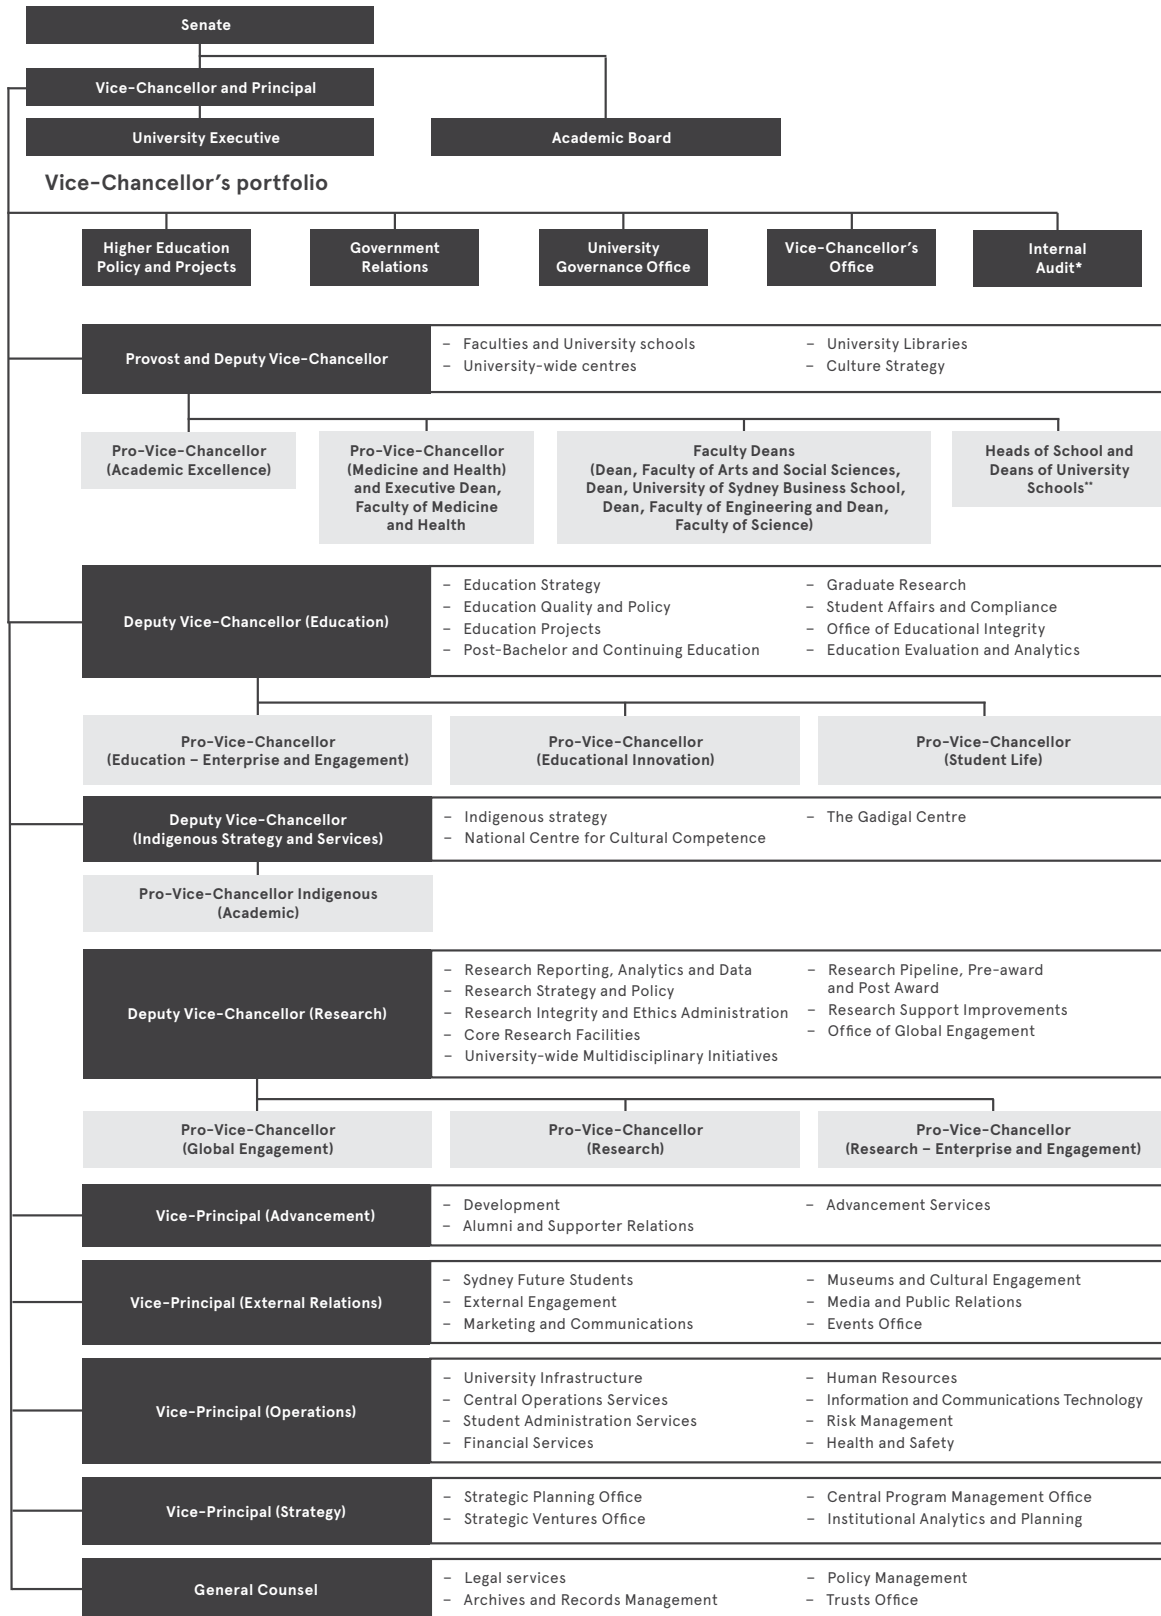 Senate
Vice-Chancellor and Principal
University Executive
Academic Board
Vice-Chancellor’s portfolio
Higher Education
Policy and Projects
Government
Relations
University
Governance Office
Vice-Chancellor’s
Office
Internal
Audit*
Provost and Deputy Vice-Chancellor
– Faculties and University schools
– University-wide centres
– University Libraries
– Culture Strategy
Pro-Vice-Chancellor
(Academic Excellence)
Pro-Vice-Chancellor
(Medicine and Health)
and Executive Dean,
Faculty of Medicine
and Health
Faculty Deans
(Dean, Faculty of Arts and Social Sciences,
Dean, University of Sydney Business School,
Dean, Faculty of Engineering and Dean,
Faculty of Science)
Heads of School and
Deans of University
Schools**
Deputy Vice-Chancellor (Education)
– Education Strategy
– Education Quality and Policy
– Education Projects
– Post-Bachelor and Continuing Education
– Graduate Research
– Student Affairs and Compliance
– Office of Educational Integrity
– Education Evaluation and Analytics
Pro-Vice-Chancellor
(Education – Enterprise and Engagement)
Pro-Vice-Chancellor
(Educational Innovation)
Pro-Vice-Chancellor
(Student Life)
Deputy Vice-Chancellor
(Indigenous Strategy and Services)
– Indigenous strategy
– National Centre for Cultural Competence
– The Gadigal Centre
Pro-Vice-Chancellor Indigenous
(Academic)
Deputy Vice-Chancellor (Research)
– Research Reporting, Analytics and Data
– Research Strategy and Policy
– Research Integrity and Ethics Administration
– Core Research Facilities
– University-wide Multidisciplinary Initiatives
– Research Pipeline, Pre-award
and Post Award
– Research Support Improvements
– Office of Global Engagement
Pro-Vice-Chancellor
(Global Engagement)
Pro-Vice-Chancellor
(Research)
Pro-Vice-Chancellor
(Research – Enterprise and Engagement)
Vice-Principal (Advancement)
– Development
– Alumni and Supporter Relations
– Advancement Services
Vice-Principal (External Relations)
– Sydney Future Students
– External Engagement
– Marketing and Communications
– Museums and Cultural Engagement
– Media and Public Relations
– Events Office
Vice-Principal (Operations)
– University Infrastructure
– Central Operations Services
– Student Administration Services
– Financial Services
– Human Resources
– Information and Communications Technology
– Risk Management
– Health and Safety
Vice-Principal (Strategy)
– Strategic Planning Office
– Strategic Ventures Office
– Central Program Management Office
– Institutional Analytics and Planning
General Counsel
– Legal services
– Archives and Records Management
– Policy Management
– Trusts Office